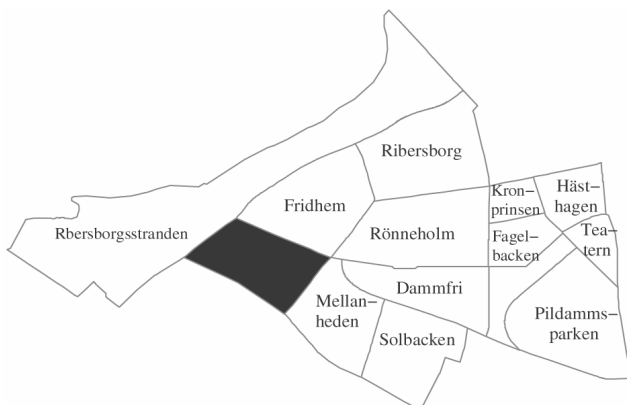 Ribersborg
Kron–
prinsen
Häst–
hagen
Fridhem
Rbersborgsstranden
Rönneholm
Fagel–
backen
Tea–
tern
Dammfri
Mellan–
heden
Pildamms–
parken
Solbacken